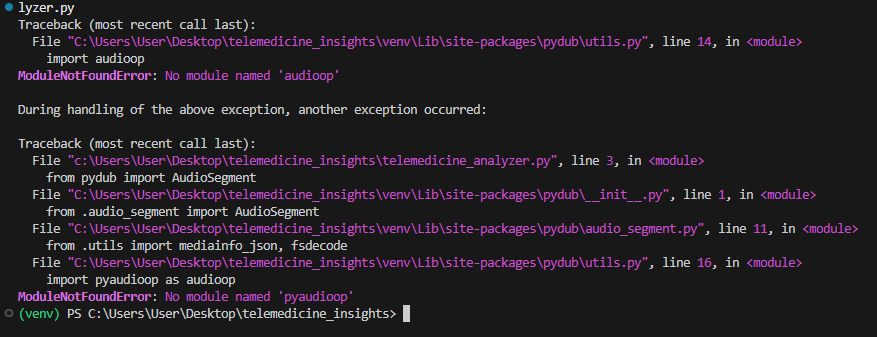 lyzer.py
Traceback (most recent call last):
  File "C:\Users\User\Desktop\telemedicine_insights\venv\Lib\site-packages\pydub\utils.py", line 14, in <module>
    import audioop
ModuleNotFoundError: No module named 'audioop'

During handling of the above exception, another exception occurred:

Traceback (most recent call last):
  File "c:\Users\User\Desktop\telemedicine_insights\telemedicine_analyzer.py", line 3, in <module>
    from pydub import AudioSegment
  File "C:\Users\User\Desktop\telemedicine_insights\venv\Lib\site-packages\pydub\__init__.py", line 1, in <module>
    from .audio_segment import AudioSegment
  File "C:\Users\User\Desktop\telemedicine_insights\venv\Lib\site-packages\pydub\audio_segment.py", line 11, in <module>
    from .utils import mediainfo_json, fsdecode
  File "C:\Users\User\Desktop\telemedicine_insights\venv\Lib\site-packages\pydub\utils.py", line 16, in <module>
    import pyaudioop as audioop
ModuleNotFoundError: No module named 'pyaudioop'
(venv) PS C:\Users\User\Desktop\telemedicine_insights>